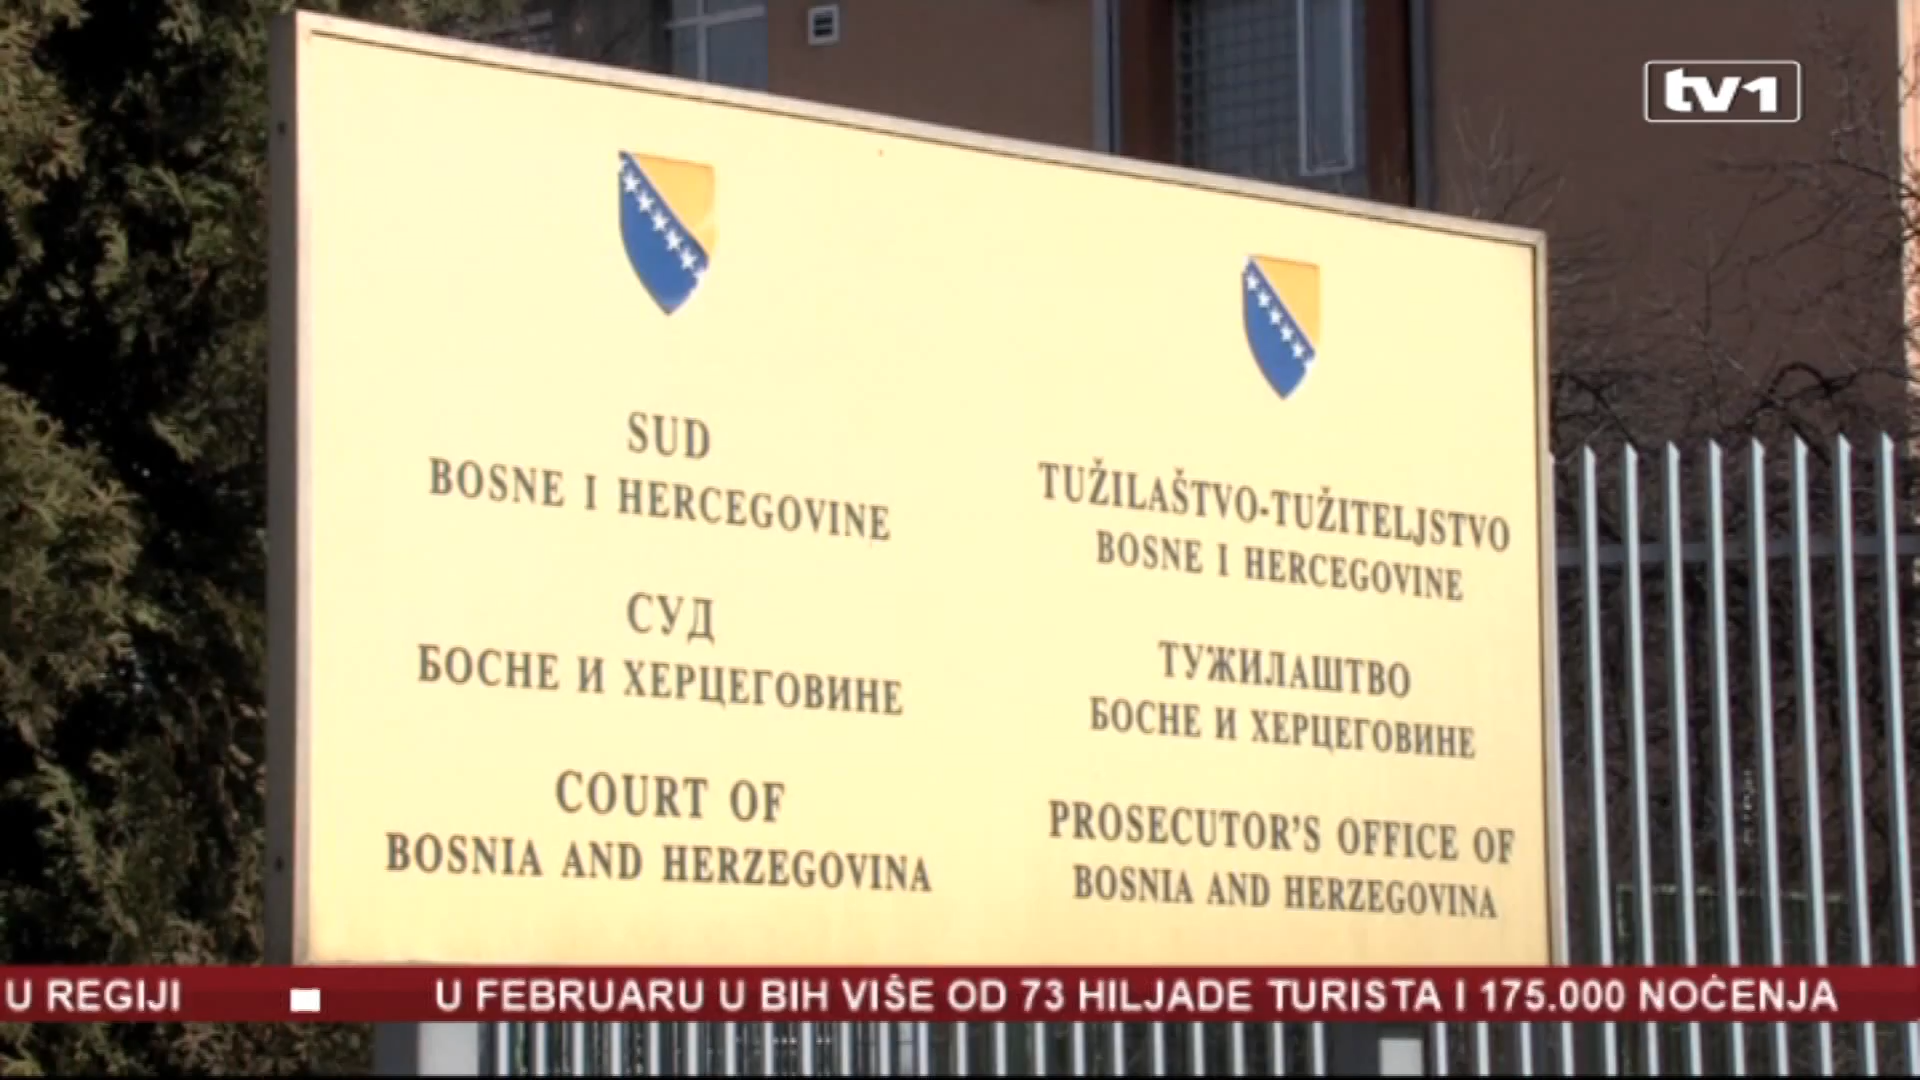 tv1
SUD
BOSNE I HERCEGOVINE
СУД
БОСНЕ И ХЕРЦЕГОВИНЕ
COURT OF
BOSNIA AND HERZEGOVINA
TUŽILAŠTVO-TUŽITELJSTVO
BOSNE I HERCEGOVINE
ТУЖИЛАШТВО
БОСНЕ И ХЕРЦЕГОВИНЕ
PROSECUTOR'S OFFICE OF
BOSNIA AND HERZEGOVINA
U REGIJI
U FEBRUARU U BIH VIŠE OD 73 HILJADE TURISTA I 175.000 NOĆENJA